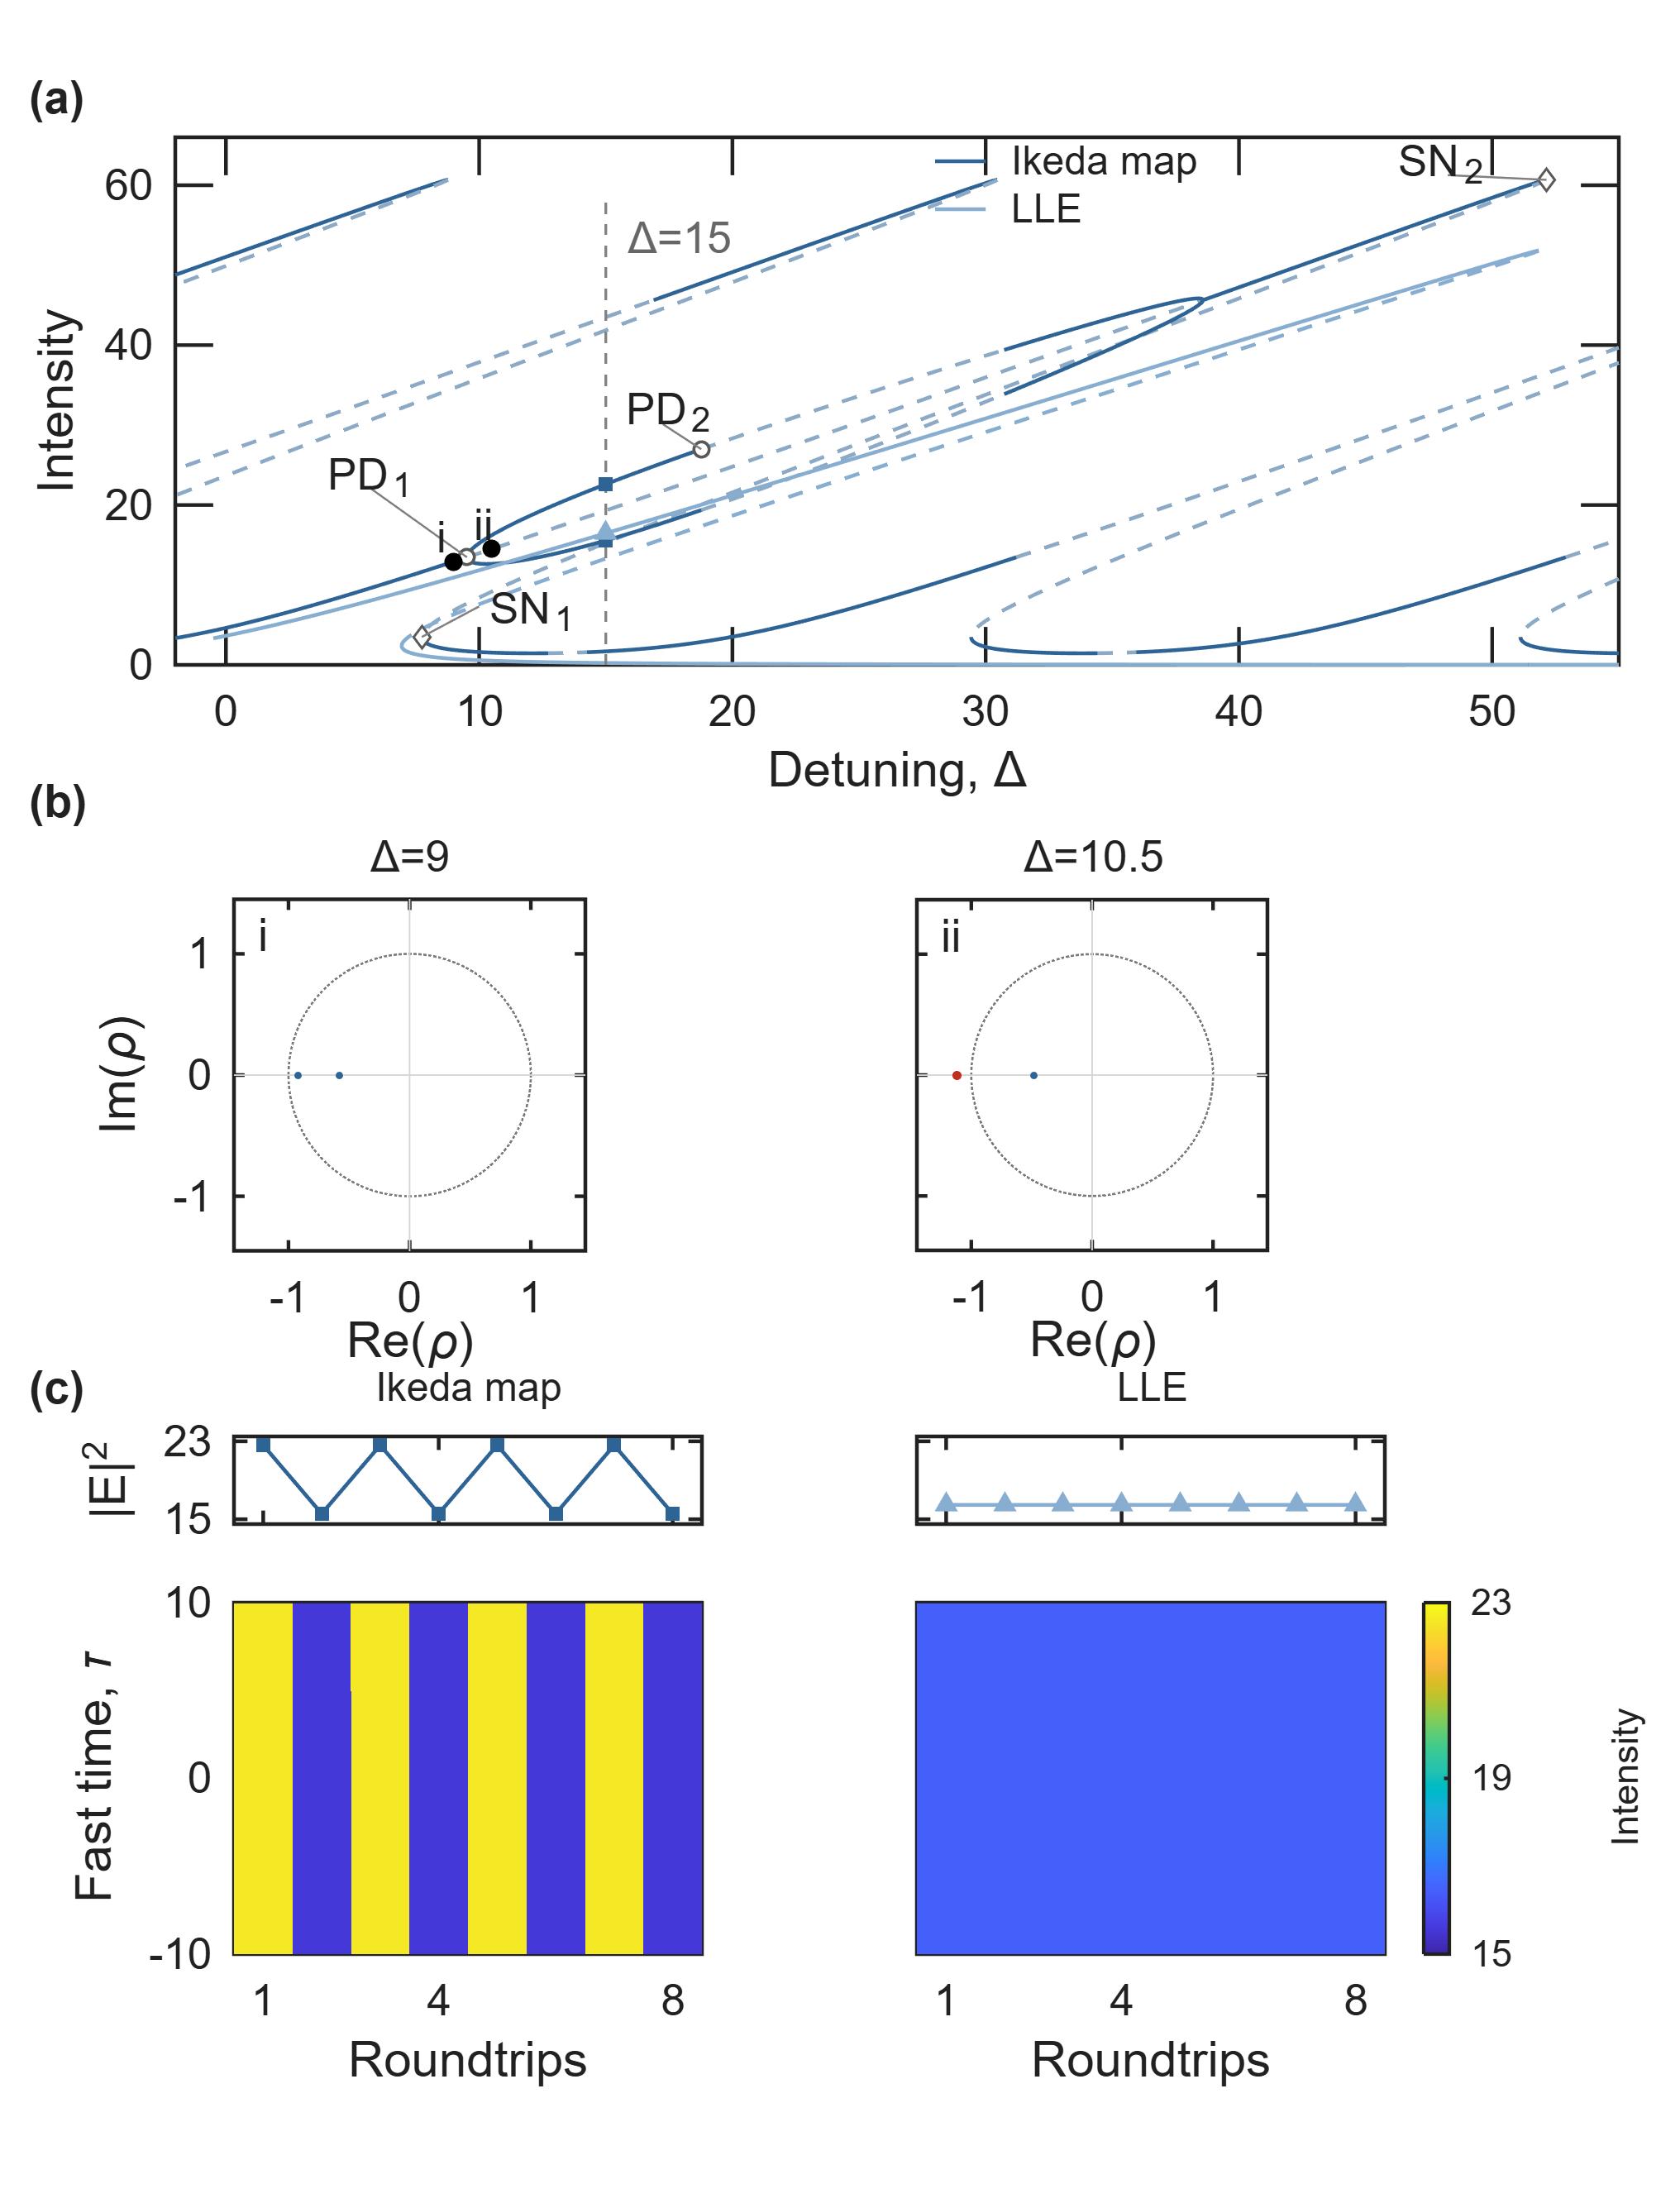 (a)
Ikeda map
LLE
SN2
Δ=15
PD2
PD1
i
ii
SN1
60
40
20
0
Intensity
0 10 20 30 40 50
Detuning, Δ
(b)
Δ=9
Δ=10.5
i
ii
1
0
-1
Im(ρ)
-1 0 1
-1 0 1
Re(ρ)
Re(ρ)
(c)
Ikeda map
LLE
23
15
|E|²
10
0
-10
Fast time, τ
1 4 8
1 4 8
Roundtrips
Roundtrips
23
19
15
Intensity